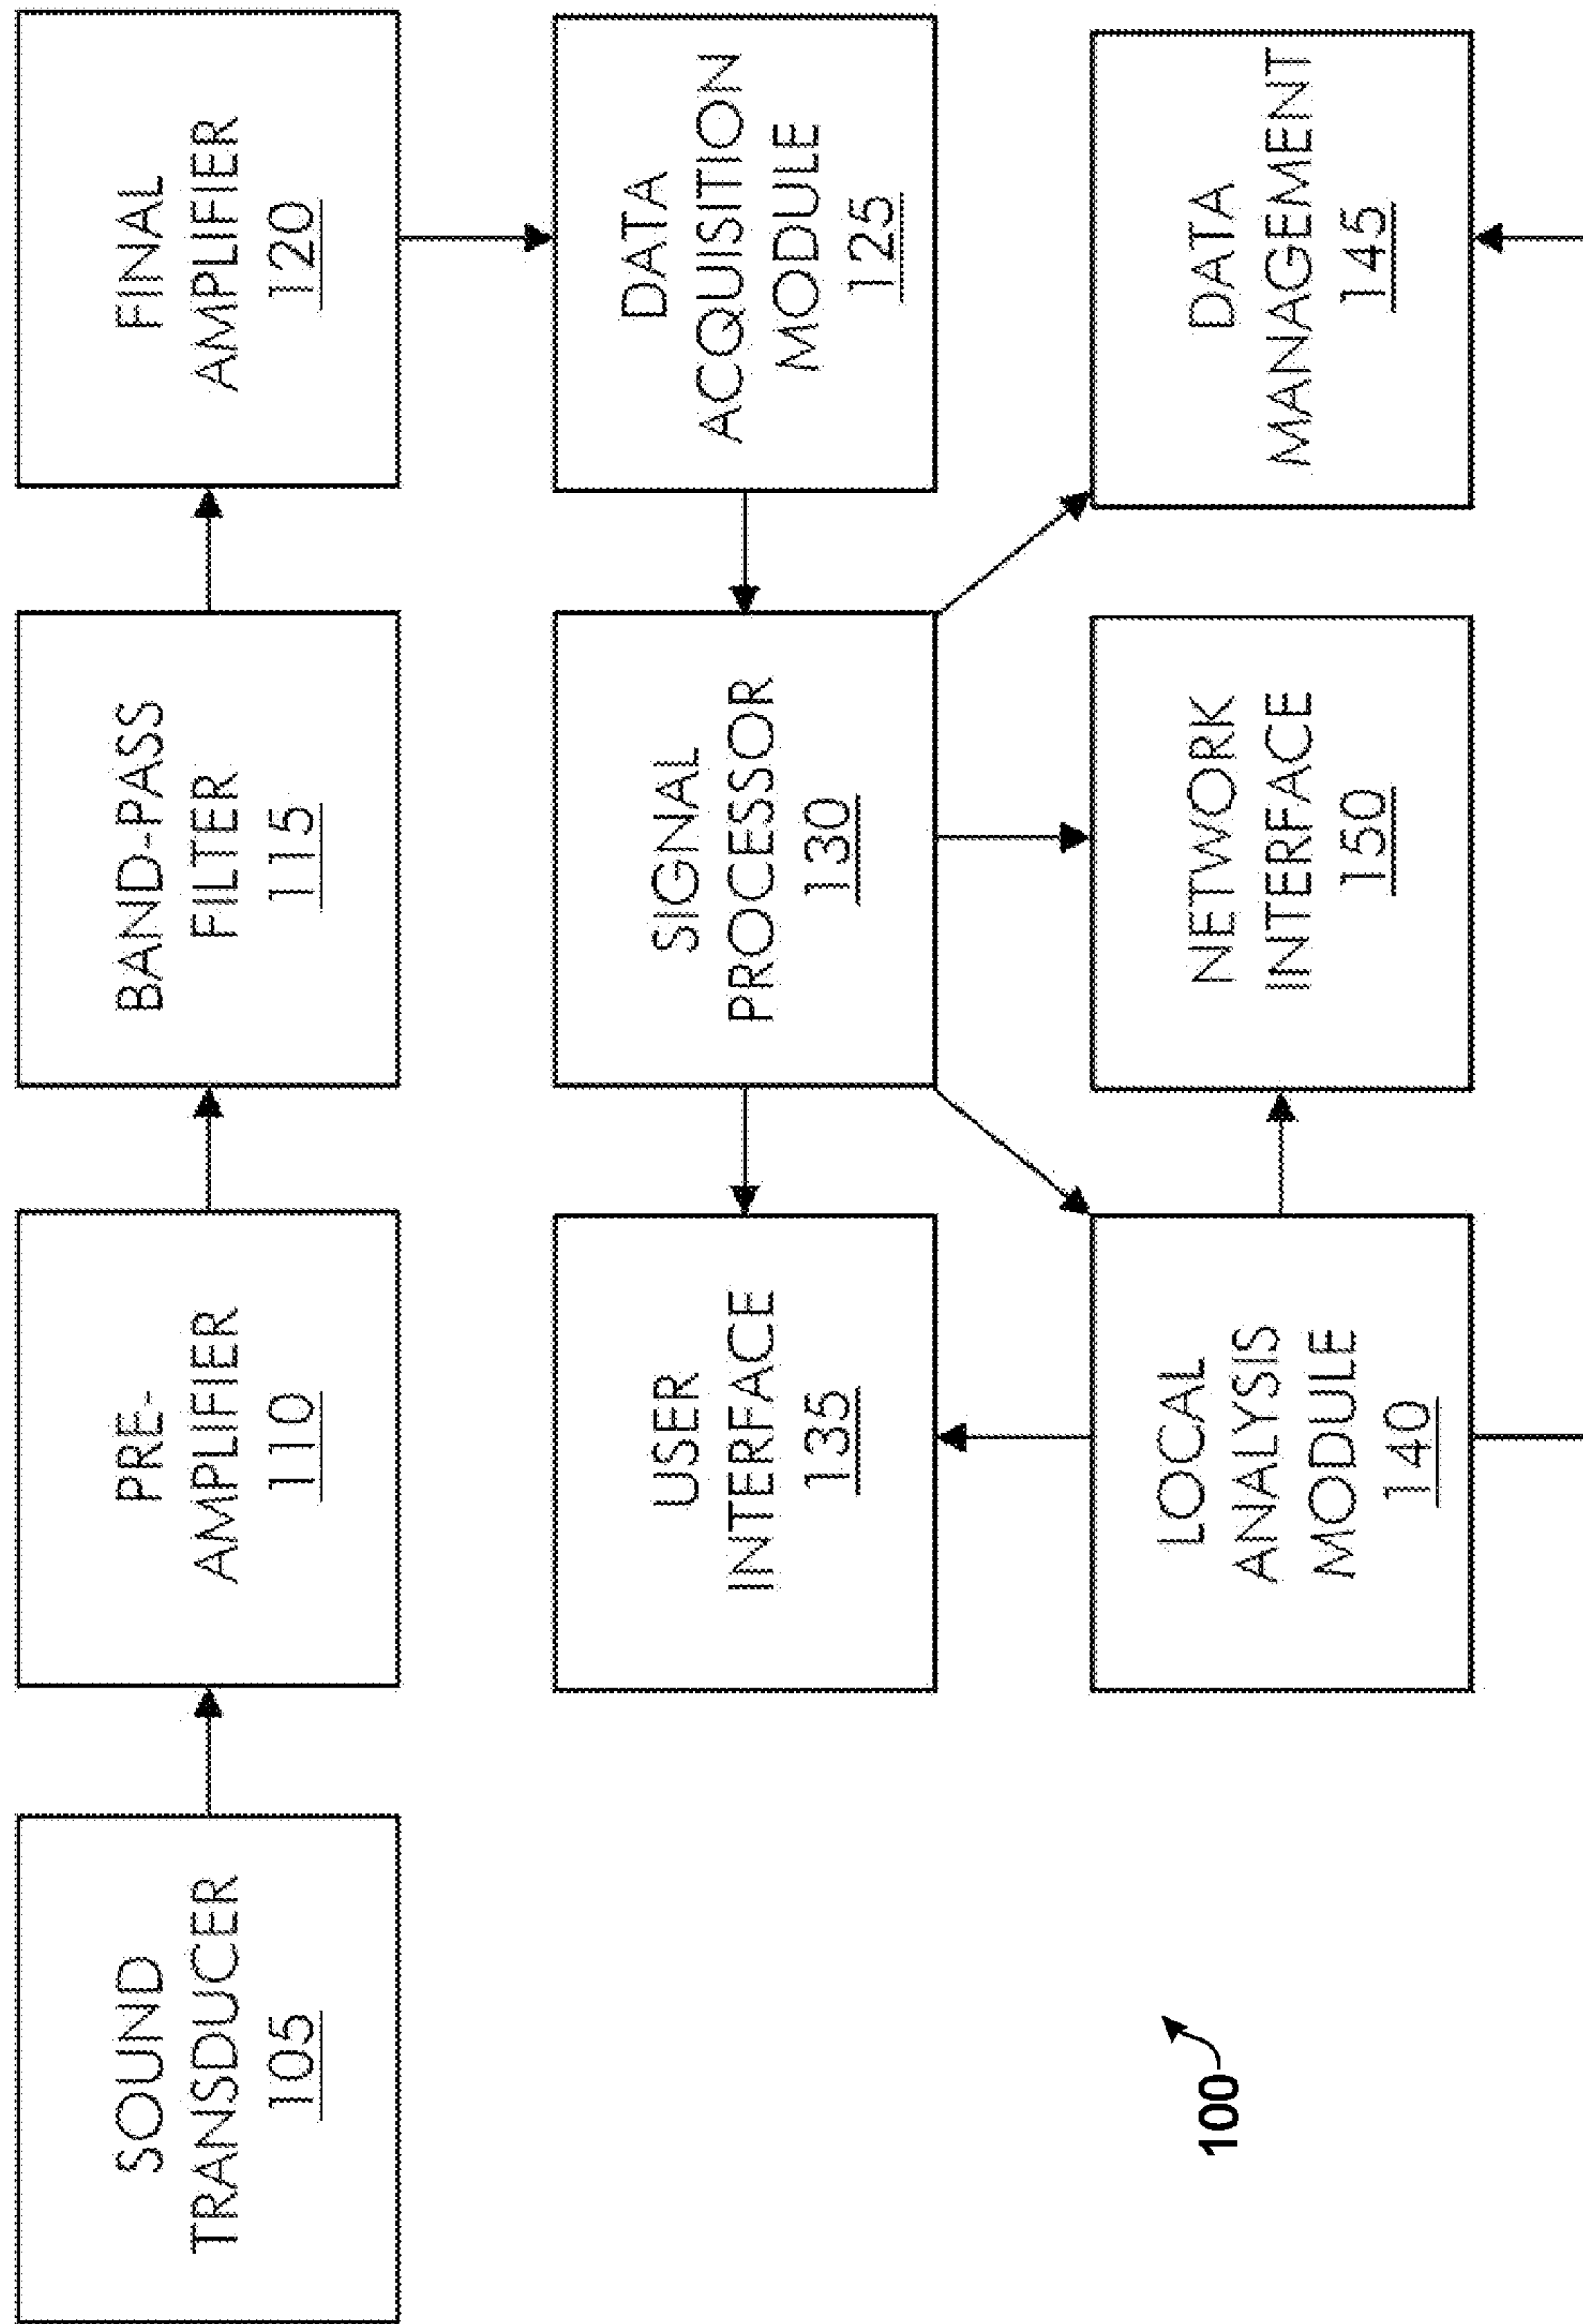 SOUND
TRANSDUCER
105
PRE-
AMPLIFIER
110
BAND-PASS
FILTER
115
FINAL
AMPLIFIER
120
USER
INTERFACE
135
SIGNAL
PROCESSOR
130
DATA
ACQUISITION
MODULE
125
LOCAL
ANALYSIS
MODULE
140
NETWORK
INTERFACE
150
DATA
MANAGEMENT
145
100